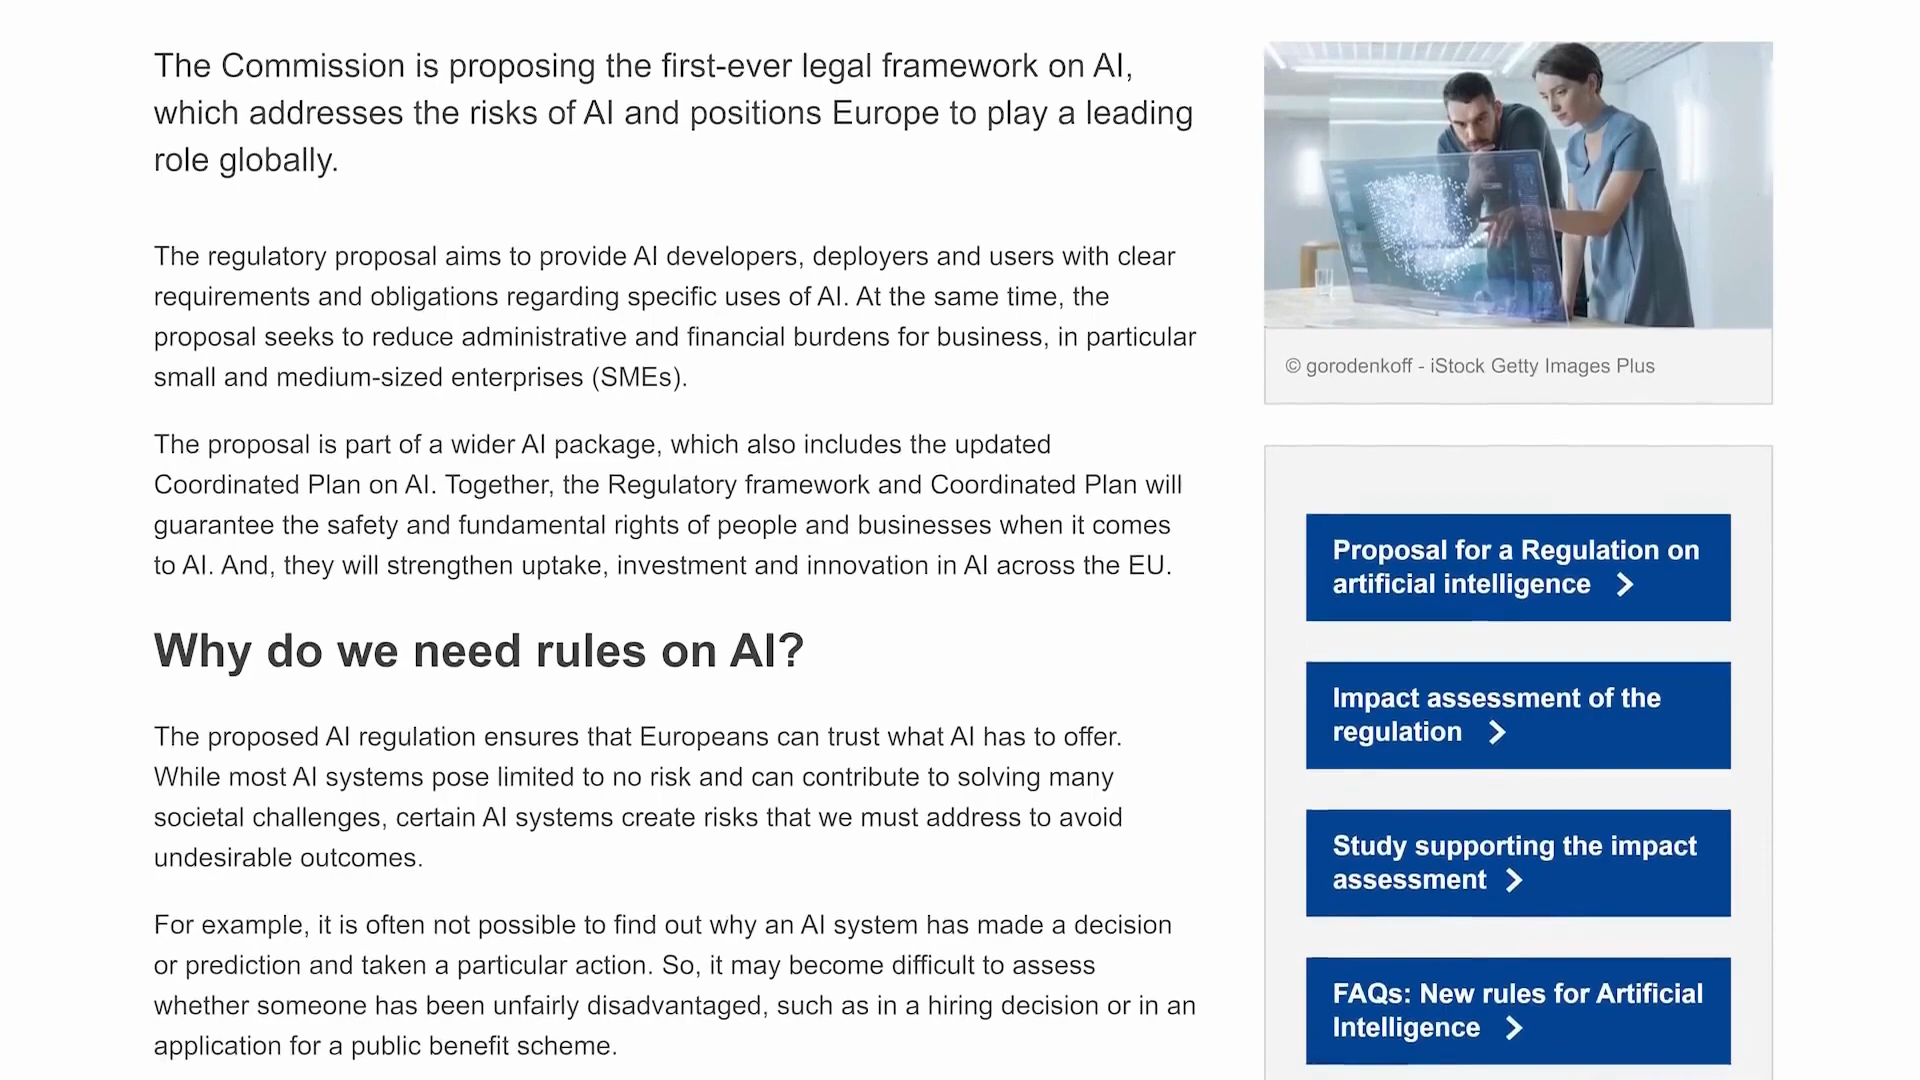 The Commission is proposing the first-ever legal framework on AI,
which addresses the risks of AI and positions Europe to play a leading
role globally.
The regulatory proposal aims to provide AI developers, deployers and users with clear
requirements and obligations regarding specific uses of AI. At the same time, the
proposal seeks to reduce administrative and financial burdens for business, in particular
small and medium-sized enterprises (SMEs).
The proposal is part of a wider AI package, which also includes the updated
Coordinated Plan on AI. Together, the Regulatory framework and Coordinated Plan will
guarantee the safety and fundamental rights of people and businesses when it comes
to AI. And, they will strengthen uptake, investment and innovation in AI across the EU.
Why do we need rules on AI?
The proposed AI regulation ensures that Europeans can trust what AI has to offer.
While most AI systems pose limited to no risk and can contribute to solving many
societal challenges, certain AI systems create risks that we must address to avoid
undesirable outcomes.
For example, it is often not possible to find out why an AI system has made a decision
or prediction and taken a particular action. So, it may become difficult to assess
whether someone has been unfairly disadvantaged, such as in a hiring decision or in an
application for a public benefit scheme.
© gorodenkoff - iStock Getty Images Plus
Proposal for a Regulation on
artificial intelligence
Impact assessment of the
regulation
Study supporting the impact
assessment
FAQs: New rules for Artificial
Intelligence